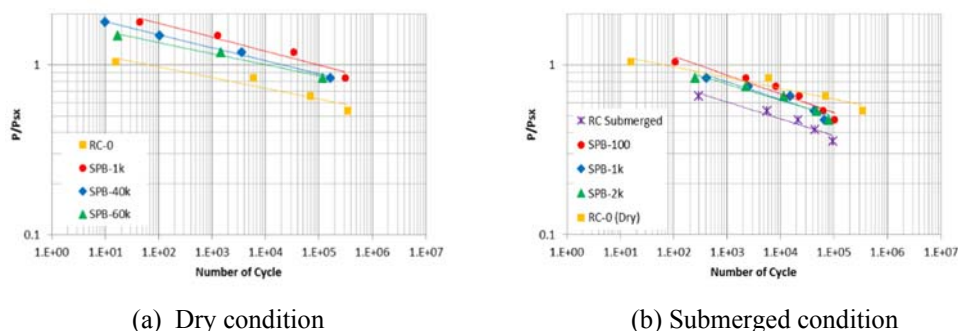 P/Psx
1
0.1
RC-0
SPB-1k
SPB-40k
SPB-60k
1.E+00 1.E+01 1.E+02 1.E+03 1.E+04 1.E+05 1.E+06 1.E+07
Number of Cycle
(a) Dry condition
P/Psx
1
0.1
RC Submerged
SPB-100
SPB-1k
SPB-2k
RC-0 (Dry)
1.E+00 1.E+01 1.E+02 1.E+03 1.E+04 1.E+05 1.E+06 1.E+07
Number of Cycle
(b) Submerged condition